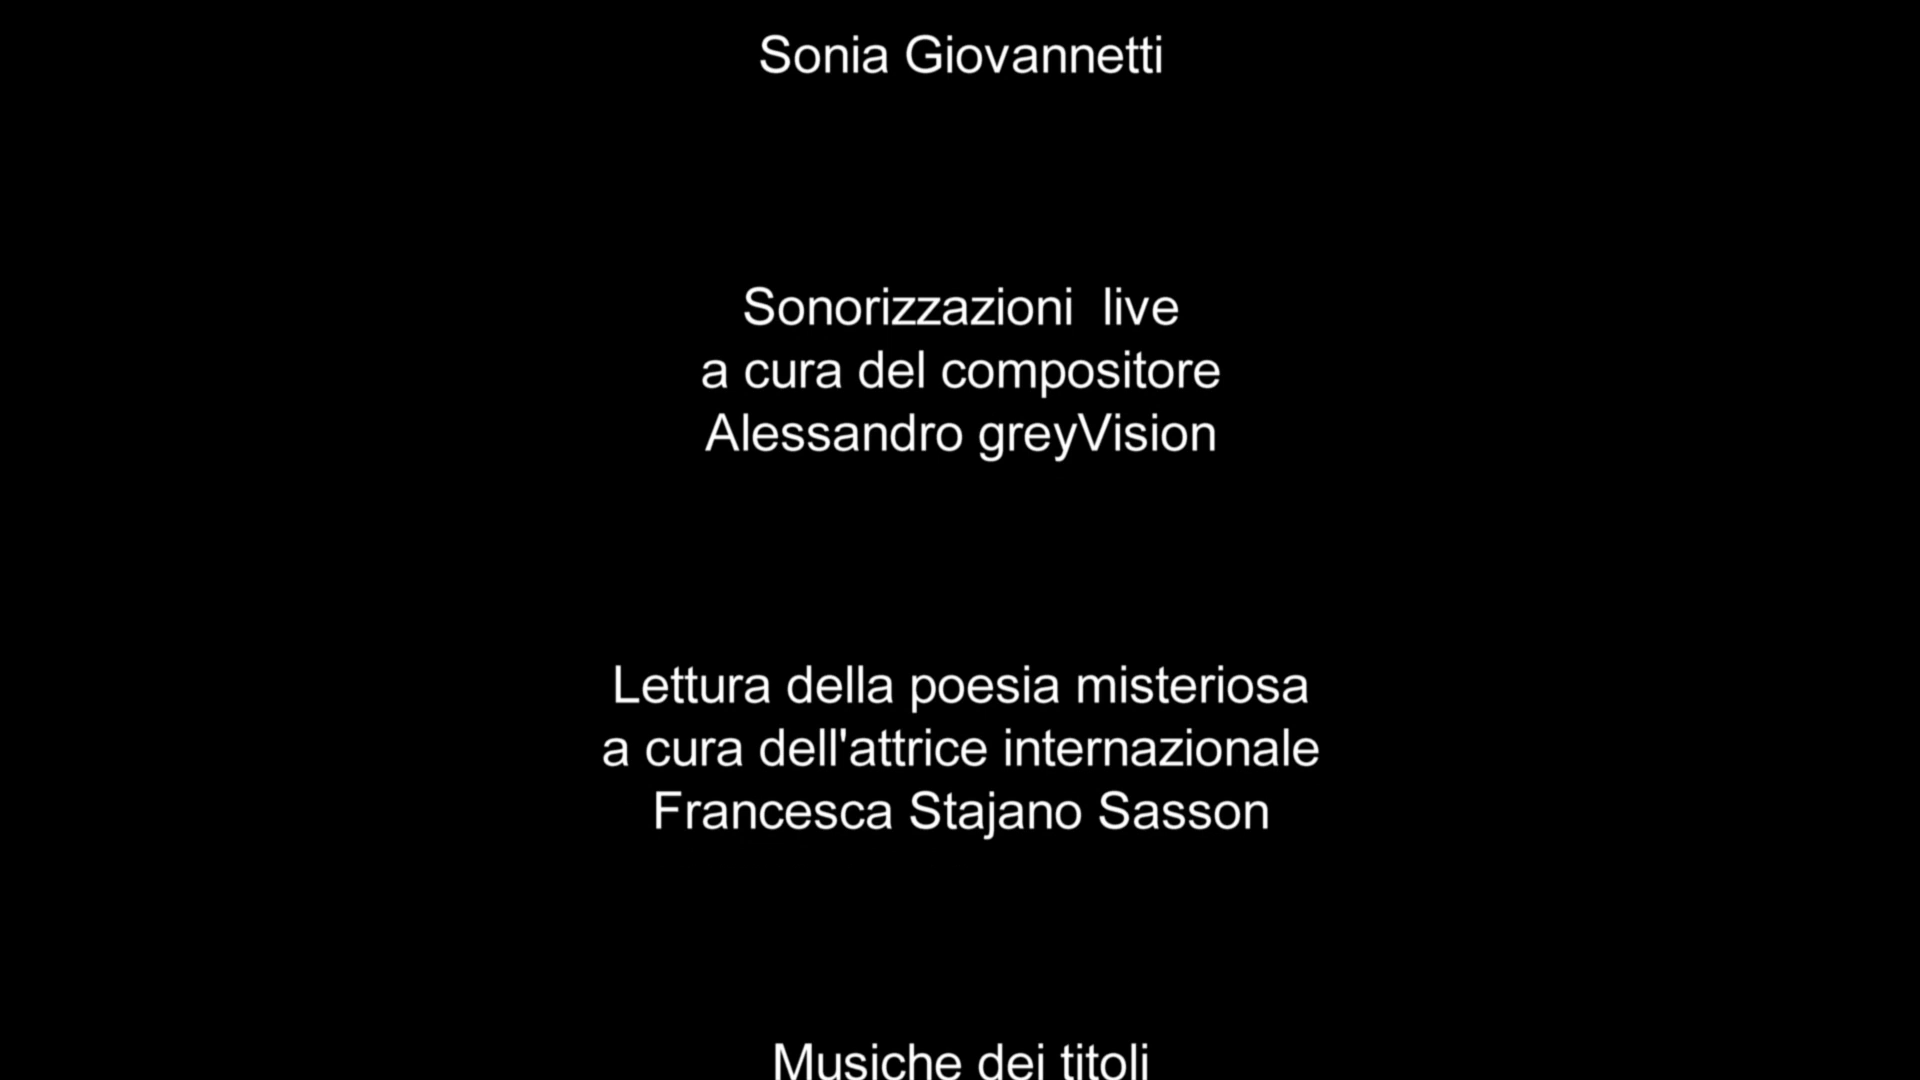 Sonia Giovannetti
Sonorizzazioni  live
a cura del compositore
Alessandro greyVision
Lettura della poesia misteriosa
a cura dell'attrice internazionale
Francesca Stajano Sasson
Musiche dei titoli